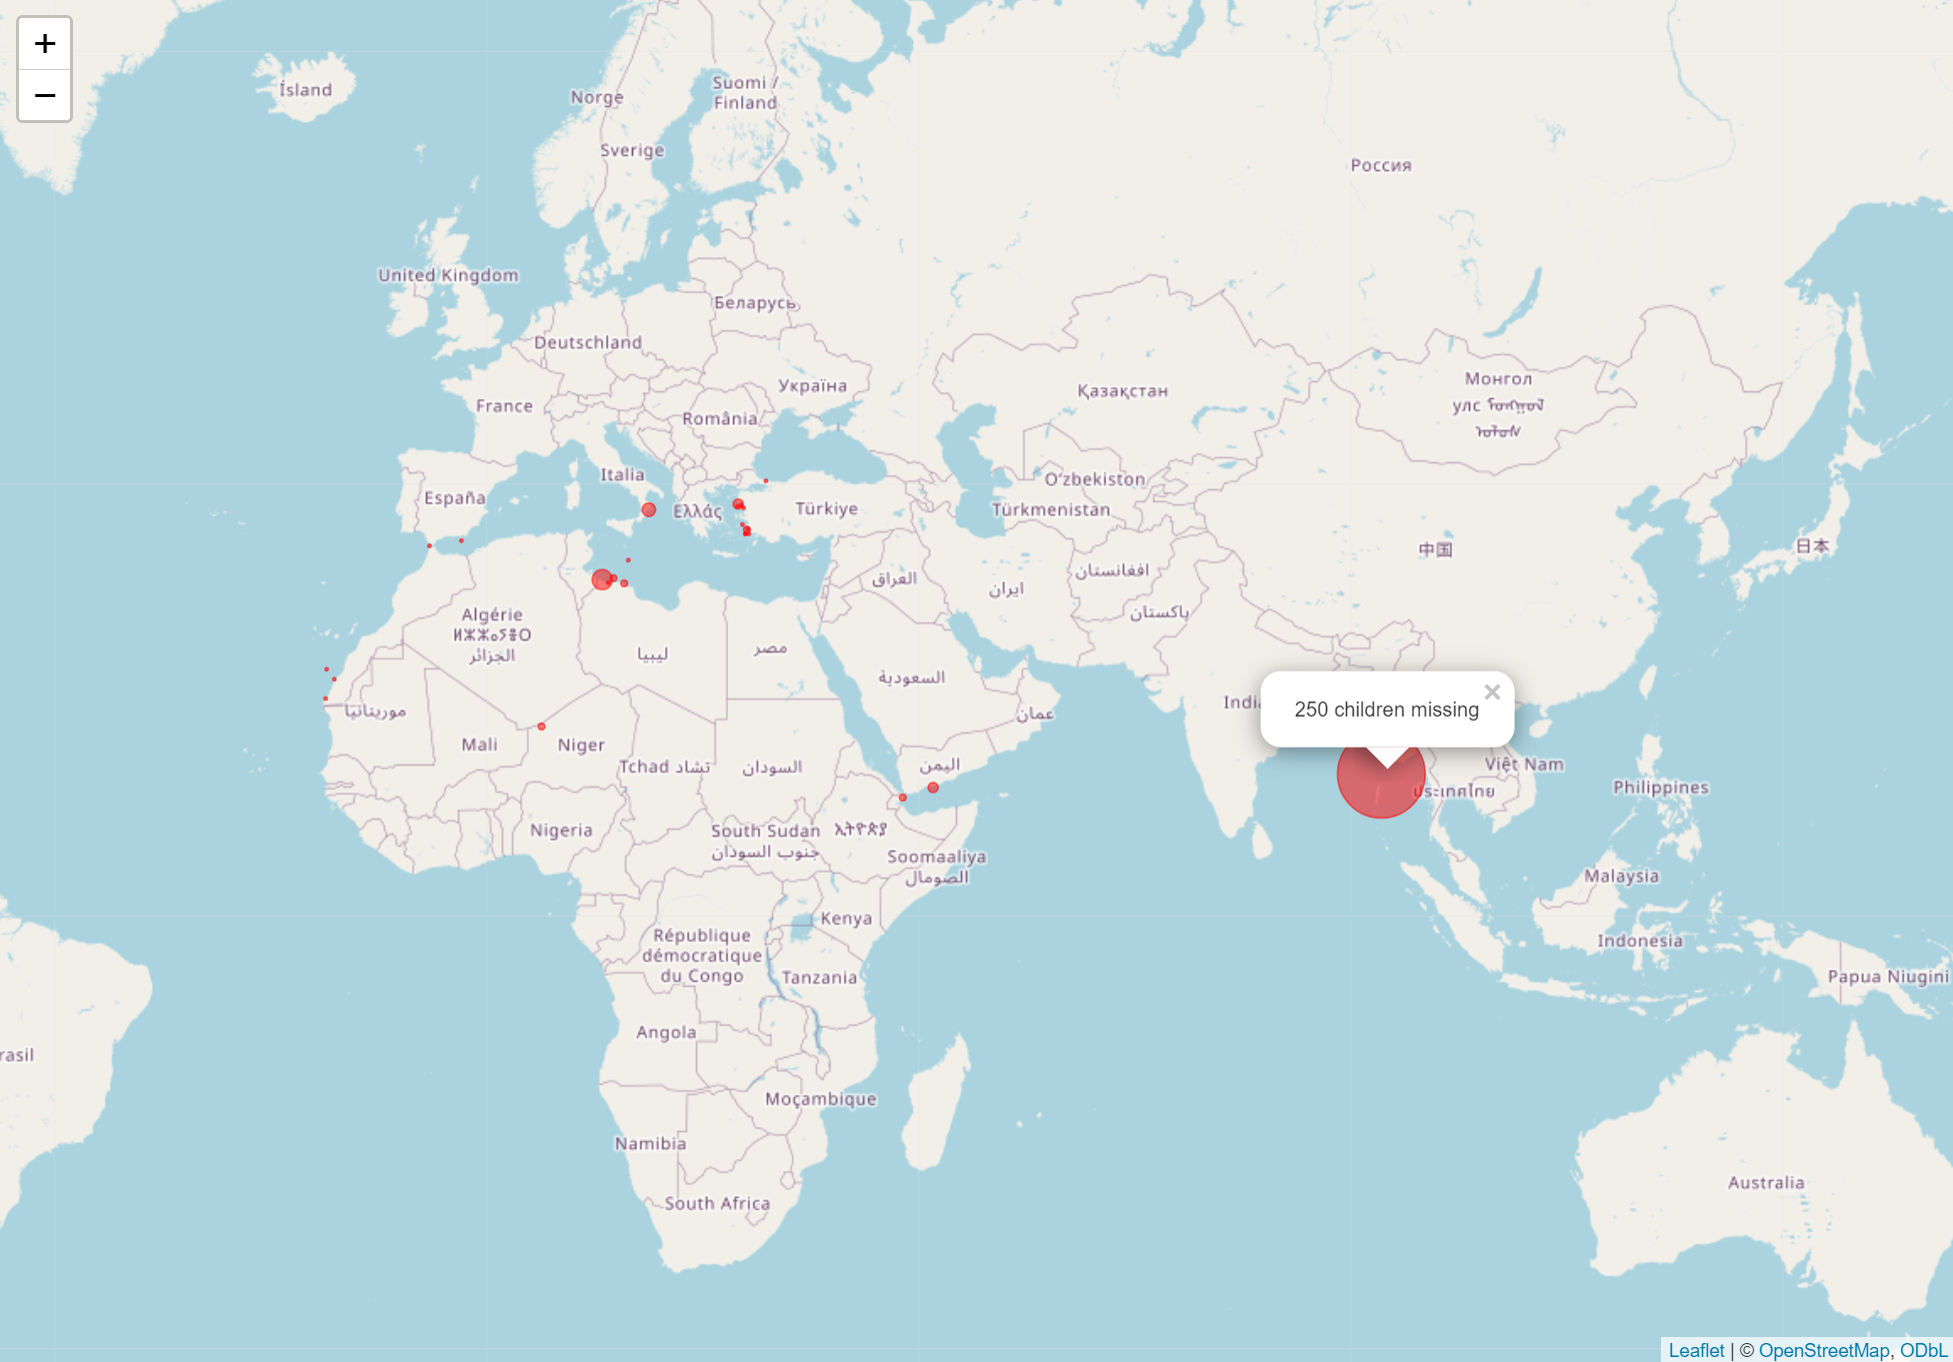 +
−
Ísland
Suomi /
Finland
Norge
Sverige
Россия
United Kingdom
Беларусь
Deutschland
Україна
Монгол
улс
Қазақстан
France
România
Italia
Oʻzbekiston
España
Ελλάς
Türkiye
Türkmenistan
日本
中国
افغانستان
العراق
ایران
پاکستان
Algérie
ⵍⵣⵣⴰⵢⴻⵔ
الجزائر
ليبيا
مصر
السعودية
India
×
250 children missing
موريتانيا
عمان
Mali
Niger
Tchad تشاد
السودان
اليمن
Việt Nam
ประเทศไทย
Philippines
Nigeria
South Sudan
جنوب السودان
ኢትዮጵያ
Soomaaliya
الصومال
Malaysia
Kenya
République
démocratique
du Congo
Indonesia
Tanzania
Papua Niugini
Angola
rasil
Moçambique
Namibia
Australia
South Africa
Leaflet | © OpenStreetMap, ODbL